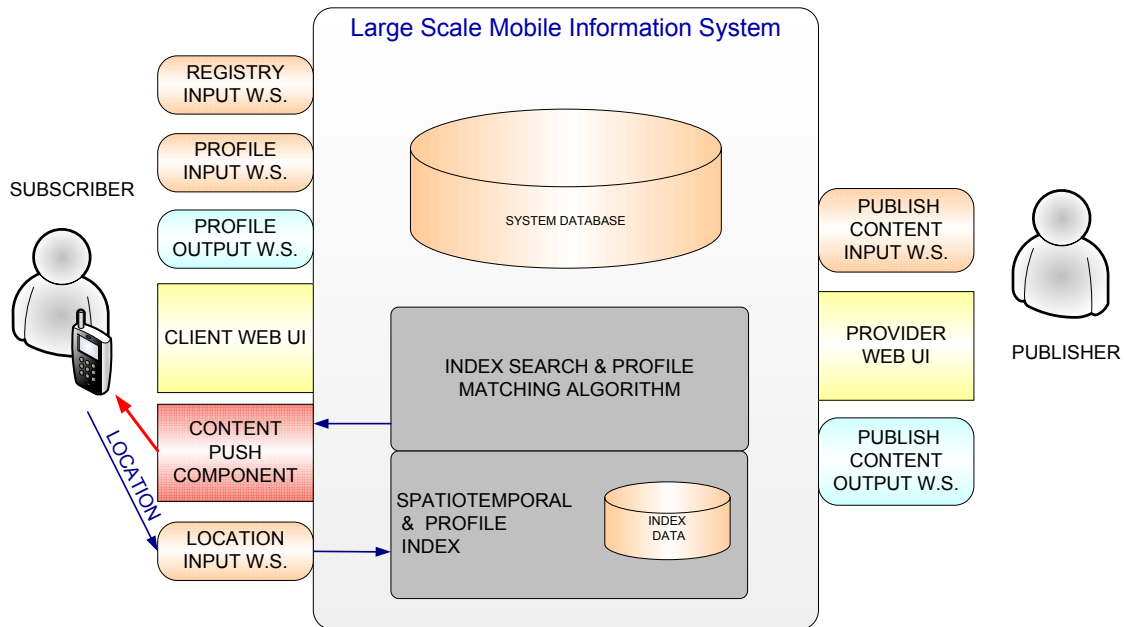 Large Scale Mobile Information System
REGISTRY
INPUT W.S.
PROFILE
INPUT W.S.
SUBSCRIBER
PROFILE
OUTPUT W.S.
CLIENT WEB UI
CONTENT
PUSH
COMPONENT
LOCATION
LOCATION
INPUT W.S.
SYSTEM DATABASE
INDEX SEARCH & PROFILE
MATCHING ALGORITHM
SPATIOTEMPORAL
& PROFILE
INDEX
INDEX
DATA
PUBLISH
CONTENT
INPUT W.S.
PROVIDER
WEB UI
PUBLISHER
PUBLISH
CONTENT
OUTPUT W.S.